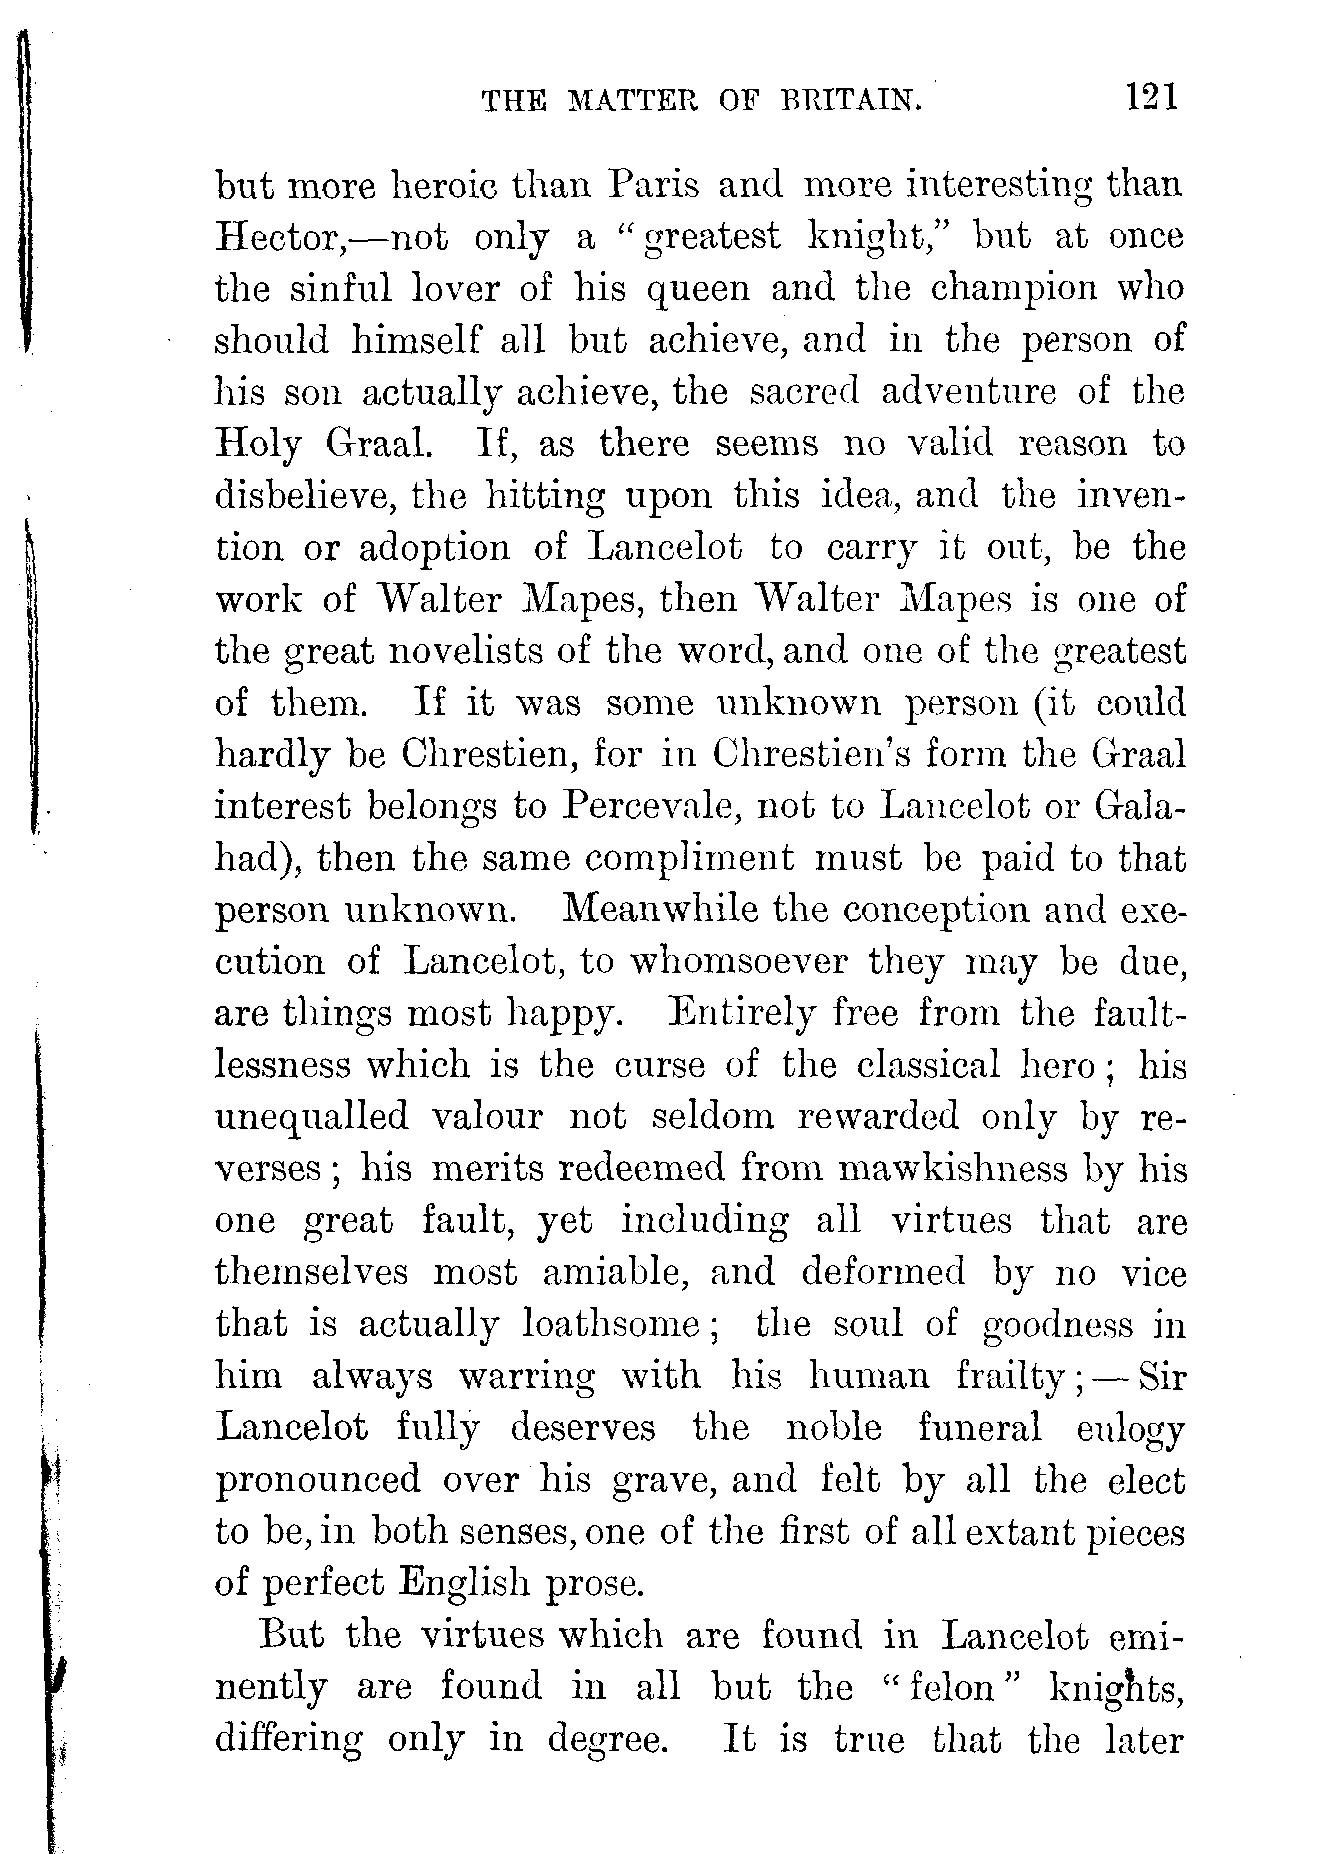 THE MATTER OF BRITAIN. 121
but more heroic than Paris and more interesting than
Hector,—not only a “greatest knight,” but at once
the sinful lover of his queen and the champion who
should himself all but achieve, and in the person of
his son actually achieve, the sacred adventure of the
Holy Graal. If, as there seems no valid reason to
disbelieve, the hitting upon this idea, and the inven-
tion or adoption of Lancelot to carry it out, be the
work of Walter Mapes, then Walter Mapes is one of
the great novelists of the word, and one of the greatest
of them. If it was some unknown person (it could
hardly be Chrestien, for in Chrestien's form the Graal
interest belongs to Percevale, not to Lancelot or Gala-
had), then the same compliment must be paid to that
person unknown. Meanwhile the conception and exe-
cution of Lancelot, to whomsoever they may be due,
are things most happy. Entirely free from the fault-
lessness which is the curse of the classical hero; his
unequalled valour not seldom rewarded only by re-
verses; his merits redeemed from mawkishness by his
one great fault, yet including all virtues that are
themselves most amiable, and deformed by no vice
that is actually loathsome; the soul of goodness in
him always warring with his human frailty;—Sir
Lancelot fully deserves the noble funeral eulogy
pronounced over his grave, and felt by all the elect
to be, in both senses, one of the first of all extant pieces
of perfect English prose.
But the virtues which are found in Lancelot emi-
nently are found in all but the “felon” knights,
differing only in degree. It is true that the later